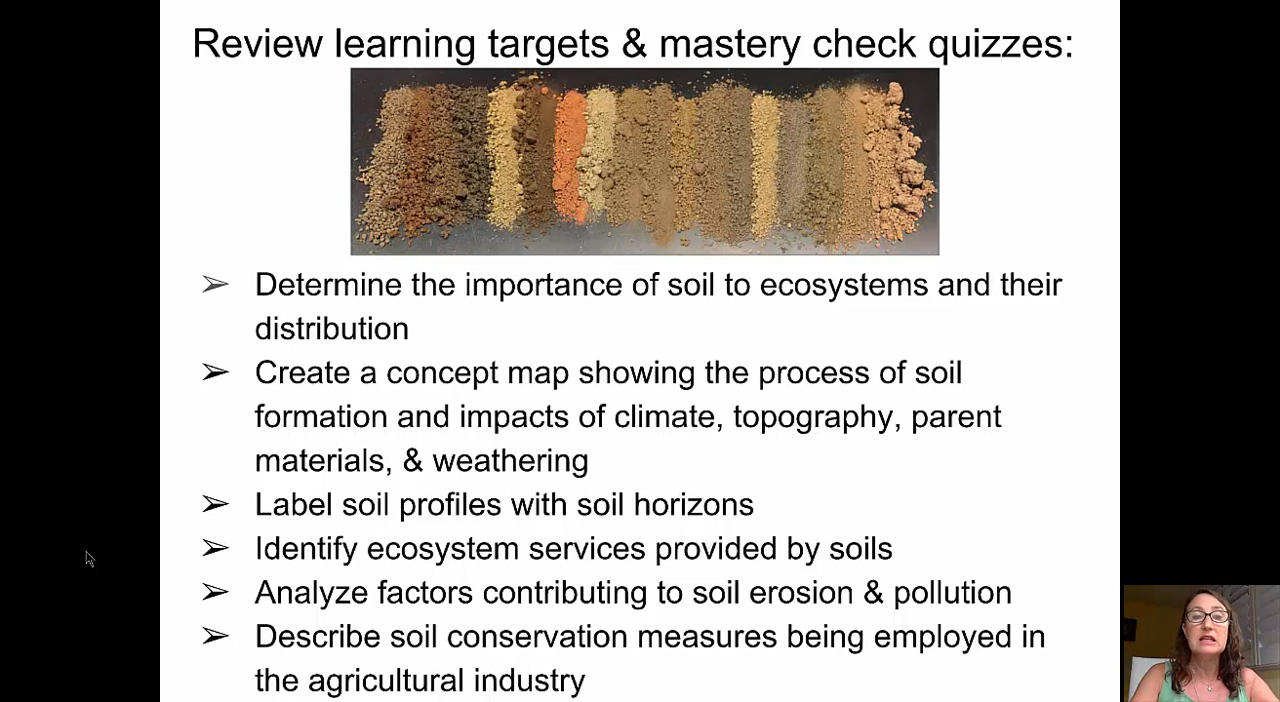 Review learning targets & mastery check quizzes:
➢ Determine the importance of soil to ecosystems and their
distribution
➢ Create a concept map showing the process of soil
formation and impacts of climate, topography, parent
materials, & weathering
➢ Label soil profiles with soil horizons
➢ Identify ecosystem services provided by soils
➢ Analyze factors contributing to soil erosion & pollution
➢ Describe soil conservation measures being employed in
the agricultural industry